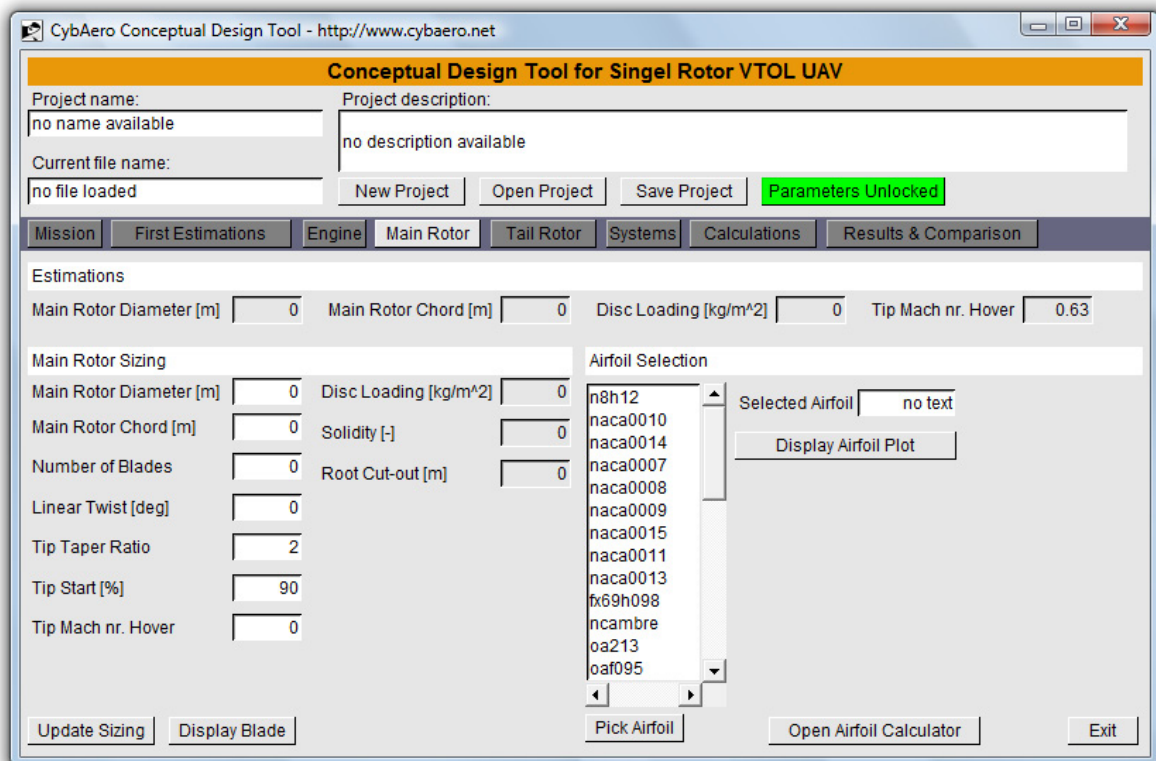 CybAero Conceptual Design Tool - http://www.cybaero.net
Conceptual Design Tool for Singel Rotor VTOL UAV
Project name:
no name available
Project description:
no description available
Current file name:
no file loaded
New Project
Open Project
Save Project
Parameters Unlocked
Mission
First Estimations
Engine
Main Rotor
Tail Rotor
Systems
Calculations
Results & Comparison
Estimations
Main Rotor Diameter [m] 0
Main Rotor Chord [m] 0
Disc Loading [kg/m^2] 0
Tip Mach nr. Hover 0.63
Main Rotor Sizing
Main Rotor Diameter [m] 0
Main Rotor Chord [m] 0
Number of Blades 0
Linear Twist [deg] 0
Tip Taper Ratio 2
Tip Start [%] 90
Tip Mach nr. Hover 0
Disc Loading [kg/m^2] 0
Solidity [-] 0
Root Cut-out [m] 0
Update Sizing
Display Blade
Airfoil Selection
n8h12
naca0010
naca0014
naca0007
naca0008
naca0009
naca0015
naca0011
naca0013
fx69h098
ncambre
oa213
oaf095
Selected Airfoil no text
Display Airfoil Plot
Pick Airfoil
Open Airfoil Calculator
Exit